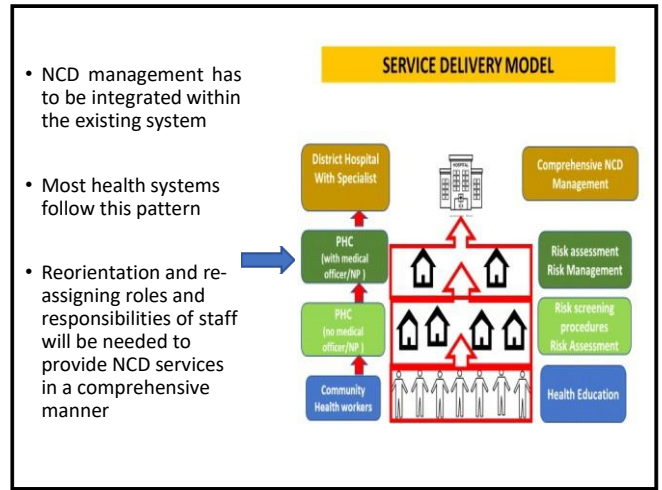 • NCD management has
to be integrated within
the existing system
• Most health systems
follow this pattern
• Reorientation and re-
assigning roles and
responsibilities of staff
will be needed to
provide NCD services
in a comprehensive
manner
SERVICE DELIVERY MODEL
District Hospital
With Specialist
HOSPITAL
Comprehensive NCD
Management
PHC
(with medical
officer/NP )
Risk assessment
Risk Management
PHC
(no medical
officer/NP )
Risk screening
procedures
Risk Assessment
Community
Health workers
Health Education